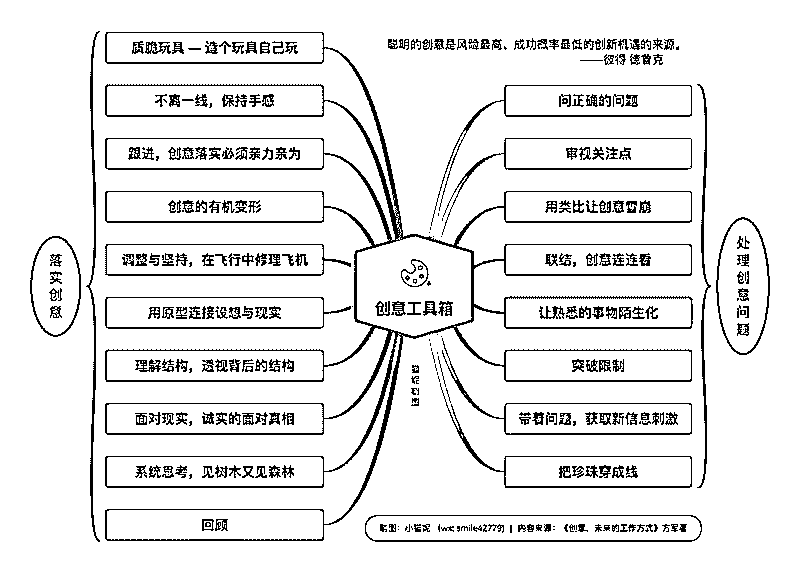 聪明的创意是风险最高、成功概率最低的创新机遇的来源。
——彼得 德鲁克
质脆玩具 — 造个玩具自己玩
不离一线，保持手感
跟进，创意落实必须亲力亲为
创意的有机变形
调整与坚持，在飞行中修理飞机
用原型连接设想与现实
理解结构，透视背后的结构
面对现实，诚实的面对真相
系统思考，见树木又见森林
回顾
落实创意
创意工具箱
问正确的问题
审视关注点
用类比让创意雪崩
联结，创意连连看
让熟悉的事物陌生化
突破限制
带着问题，获取新信息刺激
把珍珠穿成线
处理创意问题
内容来源：《创意，未来的工作方式》方军著